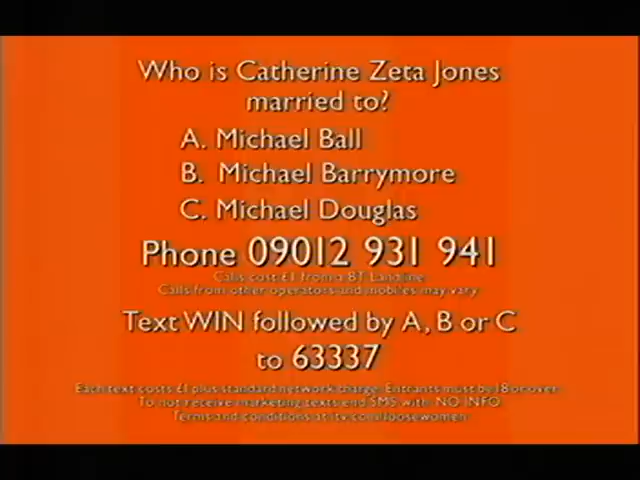 Who is Catherine Zeta Jones
married to?
A. Michael Ball
B. Michael Barrymore
C. Michael Douglas
Phone 09012 931 941
Calls cost £1 from a BT Landline
Calls from other operators and mobiles may vary
Text WIN followed by A, B or C
to 63337
Each text costs £1 plus standard network charge. Entrants must be 18 or over.
To not receive marketing texts end SMS with NO INFO
Terms and conditions at itv.com/loosewomen